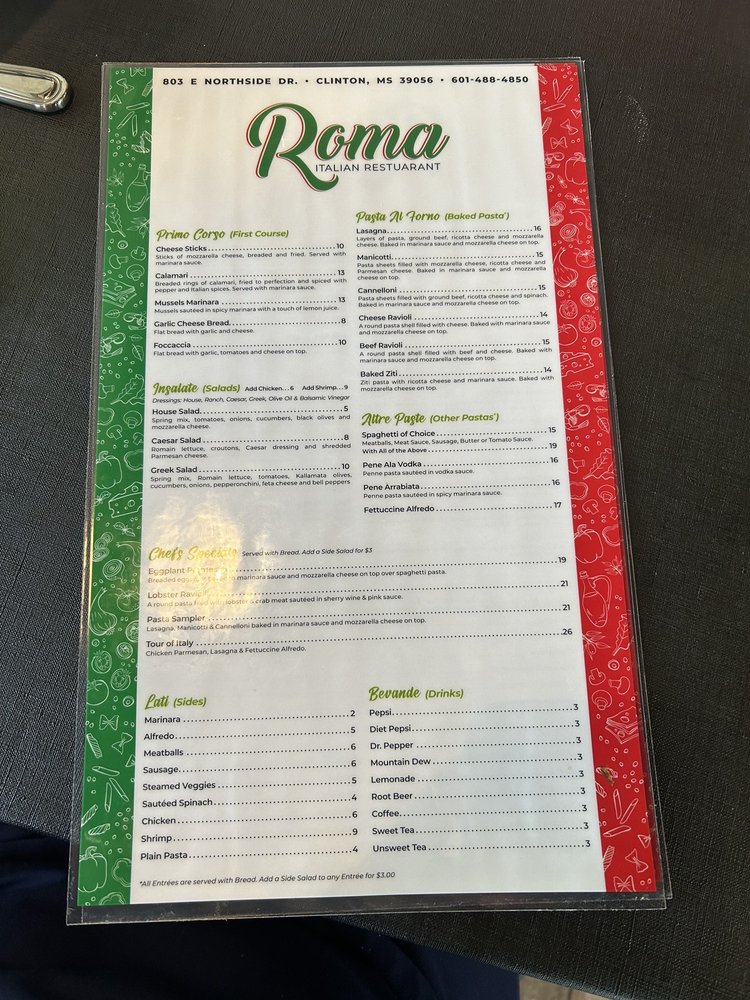 803 E NORTHSIDE DR. • CLINTON, MS 39056 • 601-488-4850
Roma
ITALIAN RESTUARANT
Primo Corso (First Course)
Cheese Sticks 10
Sticks of mozzarella cheese, breaded and fried. Served with
marinara sauce.
Calamari 13
Breaded rings of calamari, fried to perfection and spiced with
pepper and Italian spices. Served with marinara sauce.
Mussels Marinara 13
Mussels sautéed in spicy marinara with a touch of lemon juice.
Garlic Cheese Bread. 8
Flat bread with garlic and cheese.
Foccaccia 10
Flat bread with garlic, tomatoes and cheese on top.
Insalate (Salads) Add Chicken...6 Add Shrimp...9
Dressings: House, Ranch, Caesar, Greek, Olive Oil & Balsamic Vinegar
House Salad 5
Spring mix, tomatoes, onions, cucumbers, black olives and
mozzarella cheese.
Caesar Salad 8
Romain lettuce, croutons, Caesar dressing and shredded
Parmesan cheese.
Greek Salad 10
Spring mix, Romain lettuce, tomatoes, Kallamata olives,
cucumbers, onions, pepperonchini, feta cheese and bell peppers
Pasta Al Forno (Baked Pasta')
Lasagna 16
Layers of pasta, ground beef, ricotta cheese and mozzarella
cheese. Baked in marinara sauce and mozzarella cheese on top.
Manicotti 15
Pasta sheets filled with mozzarella cheese, ricotta cheese and
Parmesan cheese. Baked in marinara sauce and mozzarella
cheese on top.
Cannelloni 15
Pasta sheets filled with ground beef, ricotta cheese and spinach.
Baked in marinara sauce and mozzarella cheese on top.
Cheese Ravioli 14
A round pasta shell filled with cheese. Baked with marinara sauce
and mozzarella cheese on top.
Beef Ravioli 15
A round pasta shell filled with beef and cheese. Baked with
marinara sauce and mozzarella cheese on top.
Baked Ziti 14
Ziti pasta with ricotta cheese and marinara sauce. Baked with
mozzarella cheese on top.
Altre Paste (Other Pastas')
Spaghetti of Choice 15
Meatballs, Meat Sauce, Sausage, Butter or Tomato Sauce.
With All of the Above 19
Pene Ala Vodka 16
Penne pasta sautéed in vodka sauce.
Pene Arrabiata 16
Penne pasta sautéed in spicy marinara sauce.
Fettuccine Alfredo 17
Chefs Specials Served with Bread. Add a Side Salad for $3
Eggplant 19
Breaded marinara sauce and mozzarella cheese on top over spaghetti pasta.
Lobster Ravioli 21
A round pasta lobster & crab meat sautéed in sherry wine & pink sauce.
Pasta Sampler 21
Lasagna, Manicotti & Cannelloni baked in marinara sauce and mozzarella cheese on top.
Tour of Italy 26
Chicken Parmesan, Lasagna & Fettuccine Alfredo.
Lati (Sides)
Marinara 2
Alfredo 5
Meatballs 6
Sausage 6
Steamed Veggies 5
Sautéed Spinach 4
Chicken 6
Shrimp 9
Plain Pasta 4
Bevande (Drinks)
Pepsi 3
Diet Pepsi 3
Dr. Pepper 3
Mountain Dew 3
Lemonade 3
Root Beer 3
Coffee 3
Sweet Tea 3
Unsweet Tea 3
*All Entrées are served with Bread. Add a Side Salad to any Entrée for $3.00